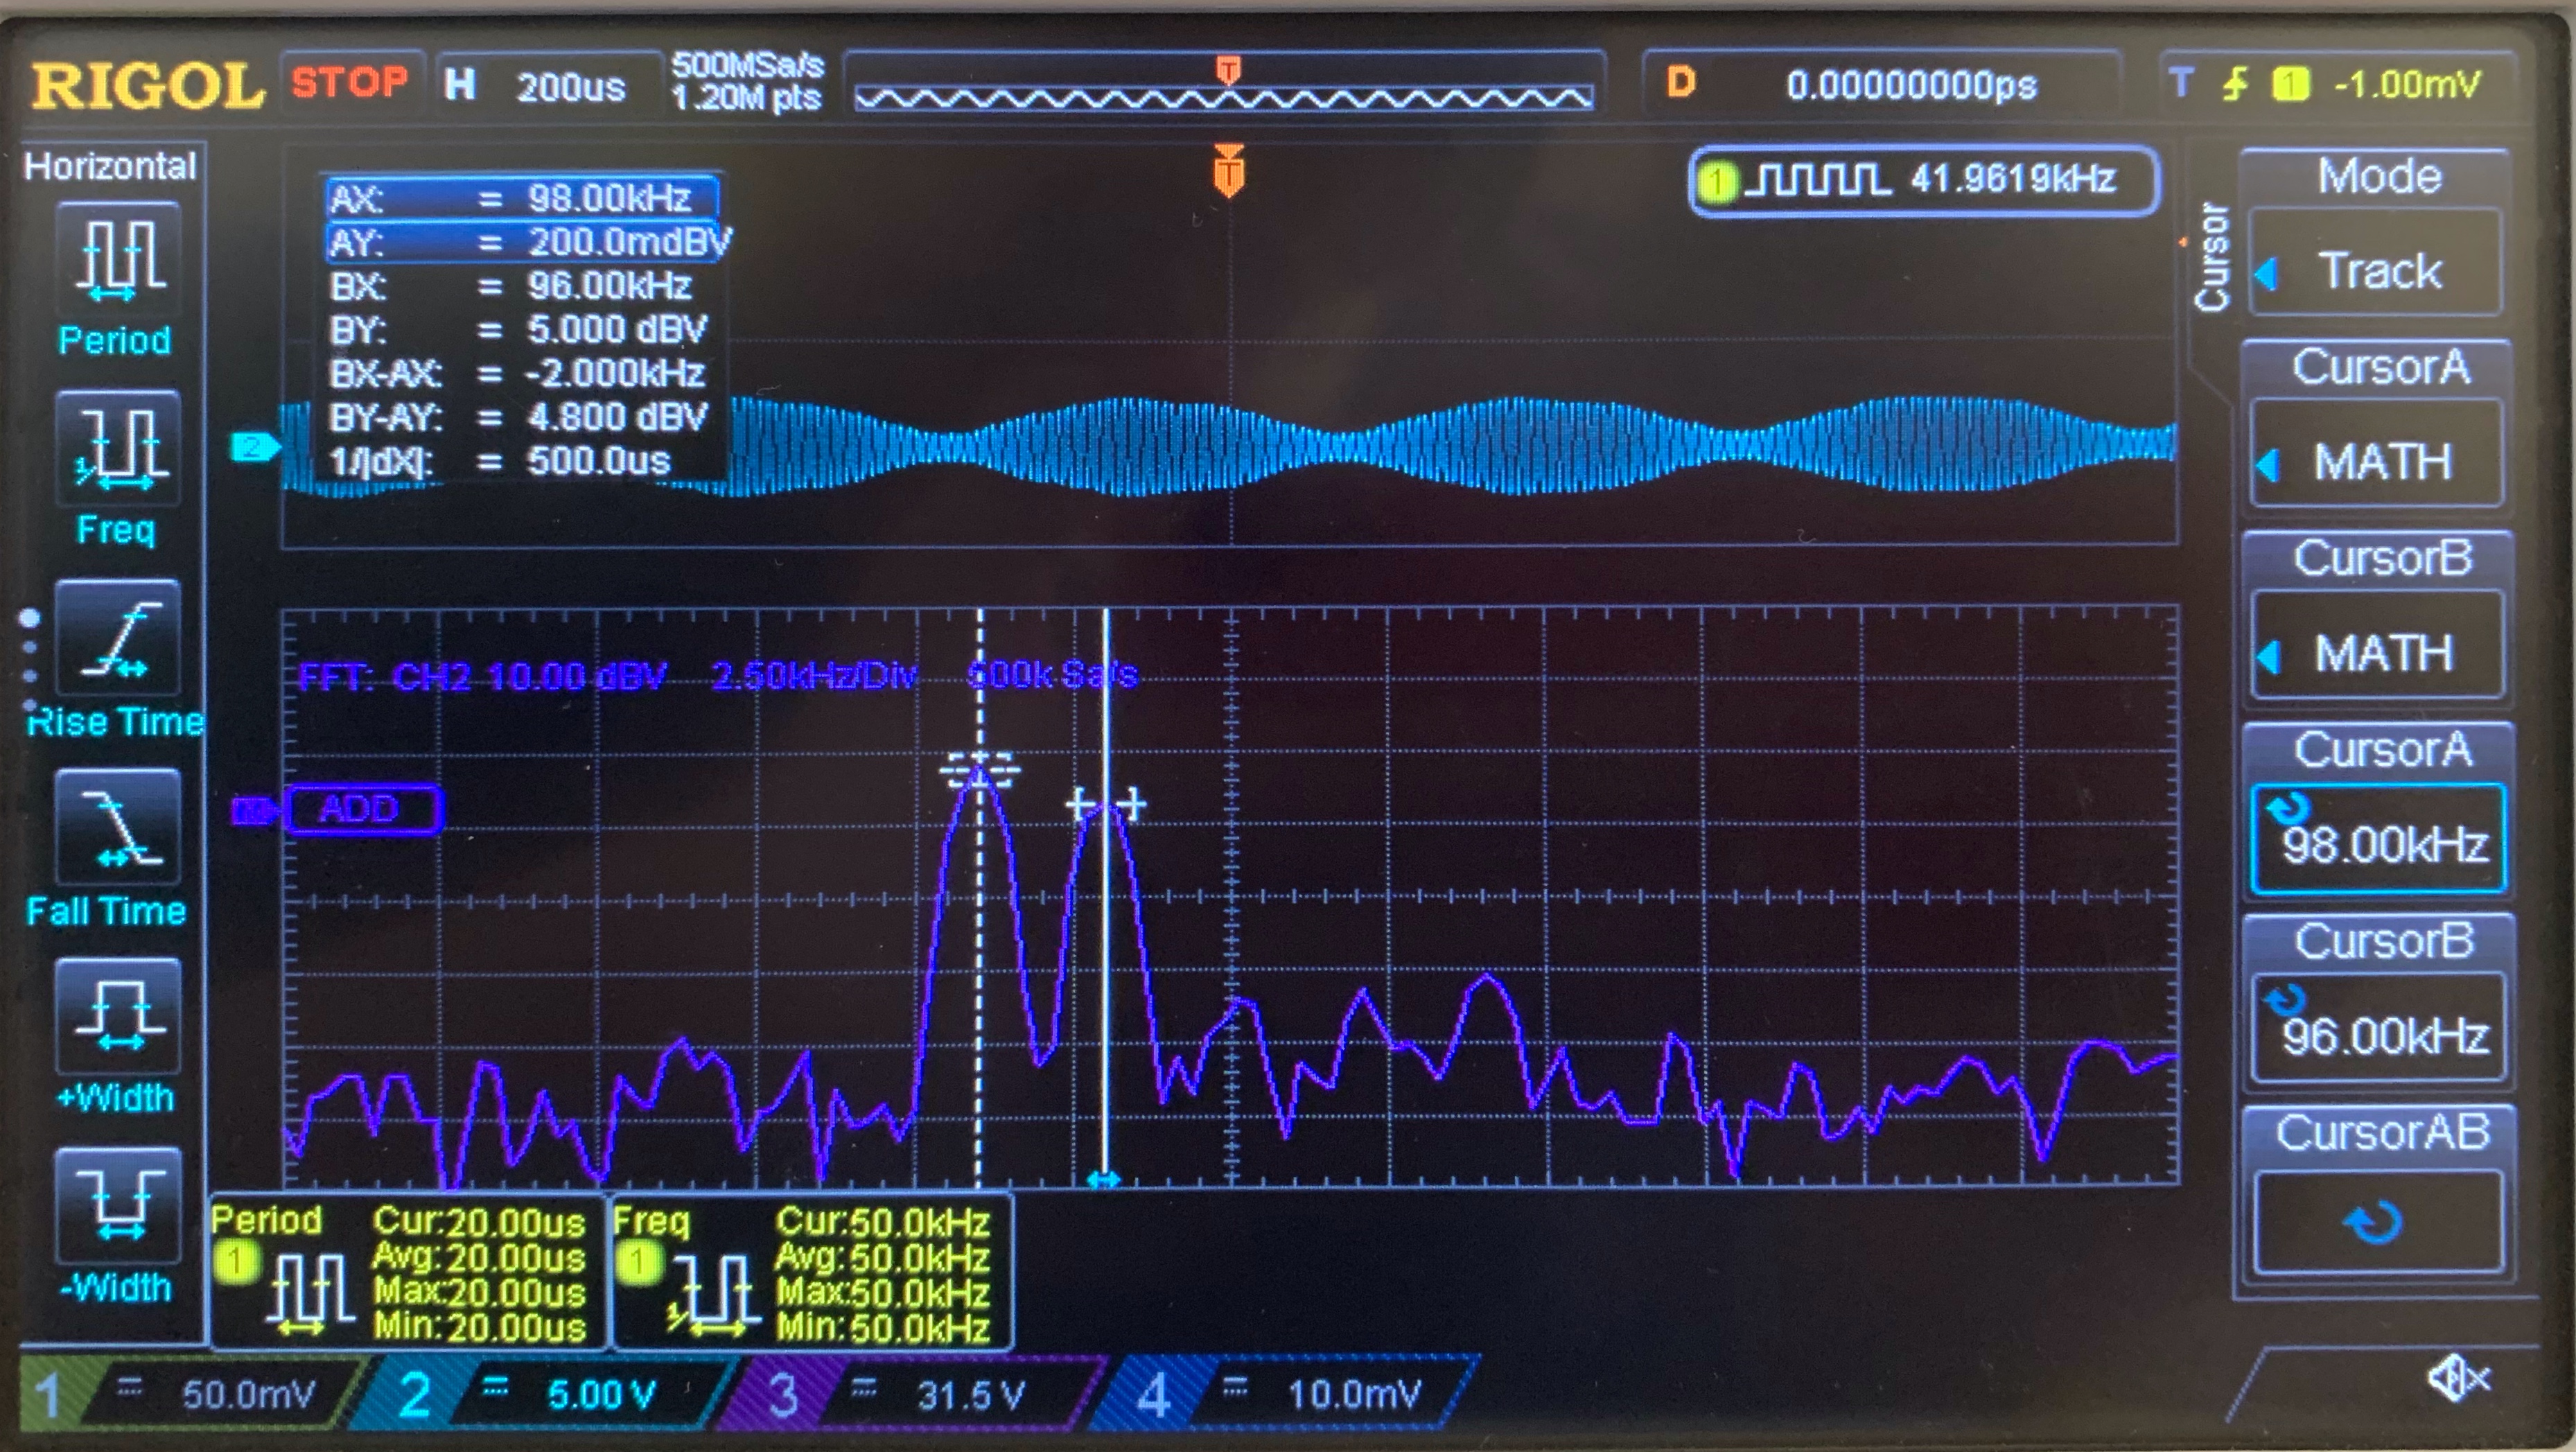 RIGOL STOP H 200us 500MSa/s 1.20M pts T D 0.00000000ps T 1 -1.00mV
Horizontal
Period
Freq
Rise Time
Fall Time
+Width
-Width
AX: = 98.00kHz
AY: = 200.0mdBV
BX: = 96.00kHz
BY: = 5.000 dBV
BX-AX: = -2.000kHz
BY-AY: = 4.800 dBV
1/|dX|: = 500.0us
T
1 41.9619kHz
2
FFT: CH2 10.00 dBV 2.50kHz/Div 500k Sa/s
ADD
Cursor
Mode
Track
CursorA
MATH
CursorB
MATH
CursorA
98.00kHz
CursorB
96.00kHz
CursorAB
Period
1
Cur:20.00us
Avg:20.00us
Max:20.00us
Min:20.00us
Freq
1
Cur:50.0kHz
Avg:50.0kHz
Max:50.0kHz
Min:50.0kHz
1 50.0mV 2 5.00 V 3 31.5 V 4 10.0mV